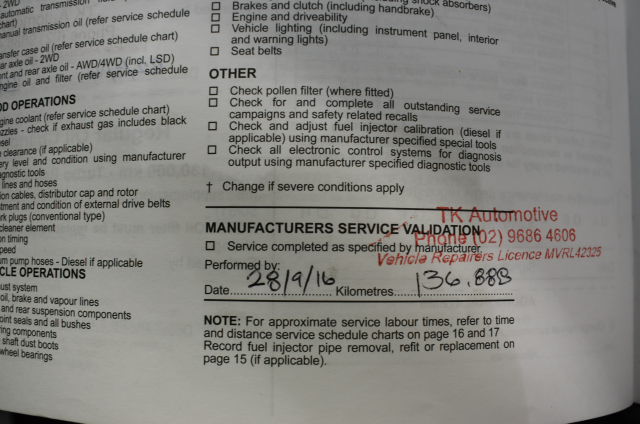 2WD
automatic transmission
chart)
manual transmission oil (refer service schedule
transfer case oil (refer service schedule chart)
ar axle oil - 2WD
nt and rear axle oil - AWD/4WD (incl. LSD)
ngine oil and filter (refer service schedule
OD OPERATIONS
gine coolant (refer service schedule chart)
zzles - check if exhaust gas includes black
sel
clearance (if applicable)
ery level and condition using manufacturer
agnostic tools
lines and hoses
ion cables, distributor cap and rotor
stment and condition of external drive belts
rk plugs (conventional type)
cleaner element
on timing
peed
um pump hoses - Diesel if applicable
CLE OPERATIONS
ust system
oil, brake and vapour lines
and rear suspension components
oint seals and all bushes
ring components
shaft dust boots
wheel bearings
shock absorbers)
Brakes and clutch (including handbrake)
Engine and driveability
Vehicle lighting (including instrument panel, interior
and warning lights)
Seat belts
OTHER
Check pollen filter (where fitted)
Check for and complete all outstanding service
campaigns and safety related recalls
Check and adjust fuel injector calibration (diesel if
applicable) using manufacturer specified special tools
Check all electronic control systems for diagnosis
output using manufacturer specified diagnostic tools
† Change if severe conditions apply
TK Automotive
MANUFACTURERS SERVICE VALIDATION
Phone (02) 9686 4606
Service completed as specified by manufacturer
Vehicle Repairers Licence MVRL42325
Performed by:
Date 28/9/16 Kilometres 136.888
NOTE: For approximate service labour times, refer to time
and distance service schedule charts on page 16 and 17
Record fuel injector pipe removal, refit or replacement on
page 15 (if applicable).